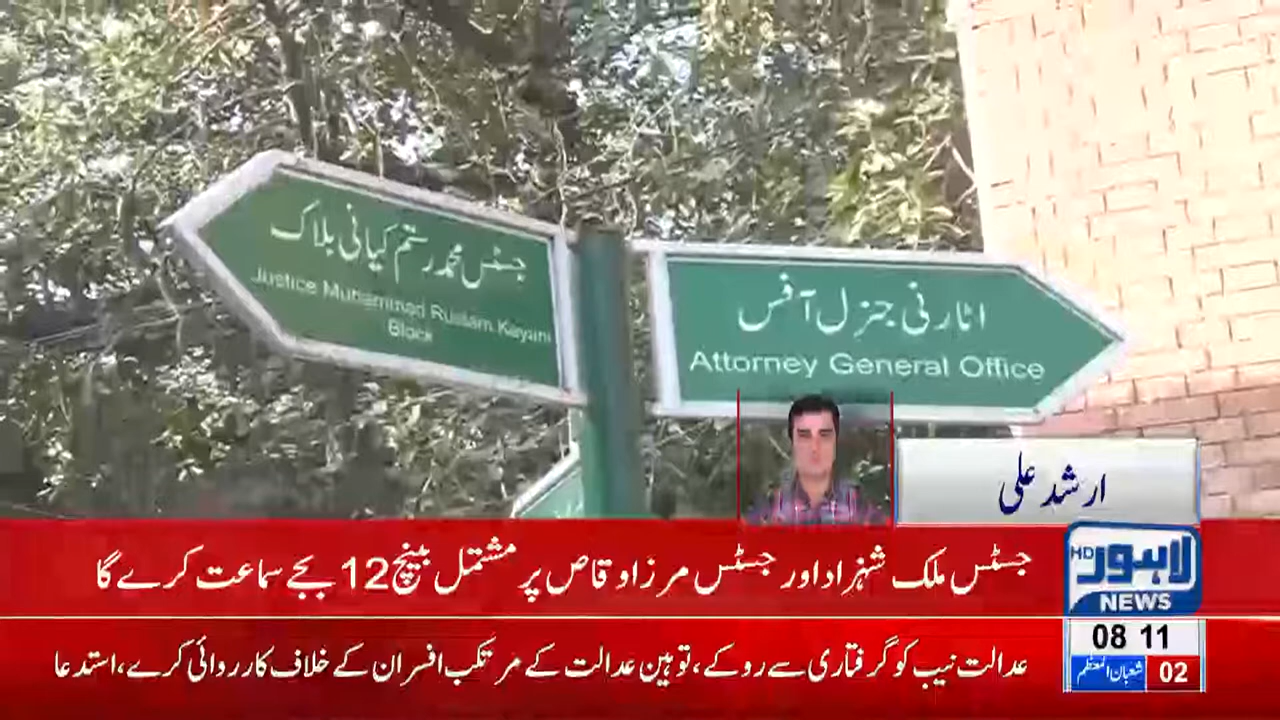 جسٹس محمد رستم کیانی بلاک
Justice Muhammad Rustam Kayani
Block
اٹارنی جنرل آفس
Attorney General Office
ارشد علی
جسٹس ملک شہزاد اور جسٹس مرزا وقاص پر مشتمل بینچ 12 بجے سماعت کرے گا
HD لاہور
NEWS
عدالت نیب کو گرفتاری سے روکے، توہین عدالت کے مرتکب افسران کے خلاف کارروائی کرے، استدعا
08 11
شعبان المعظم 02